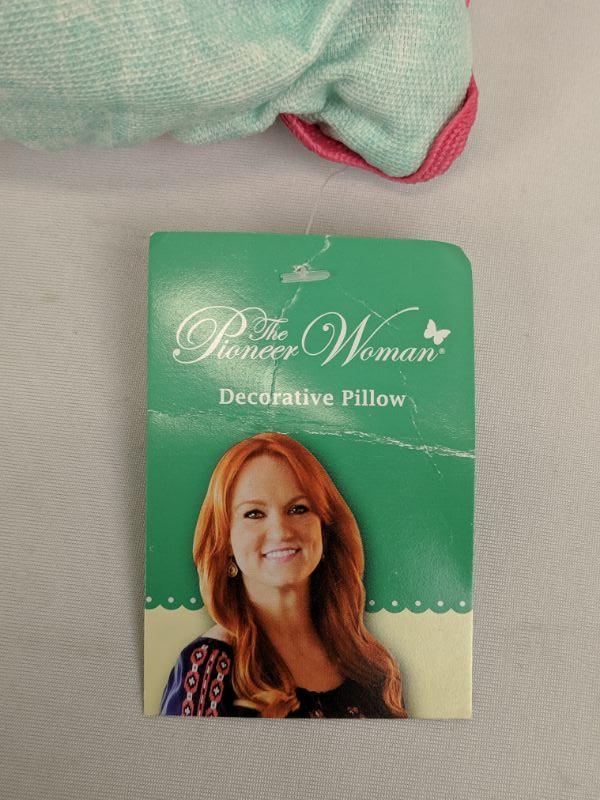 The
Pioneer Woman®
Decorative Pillow